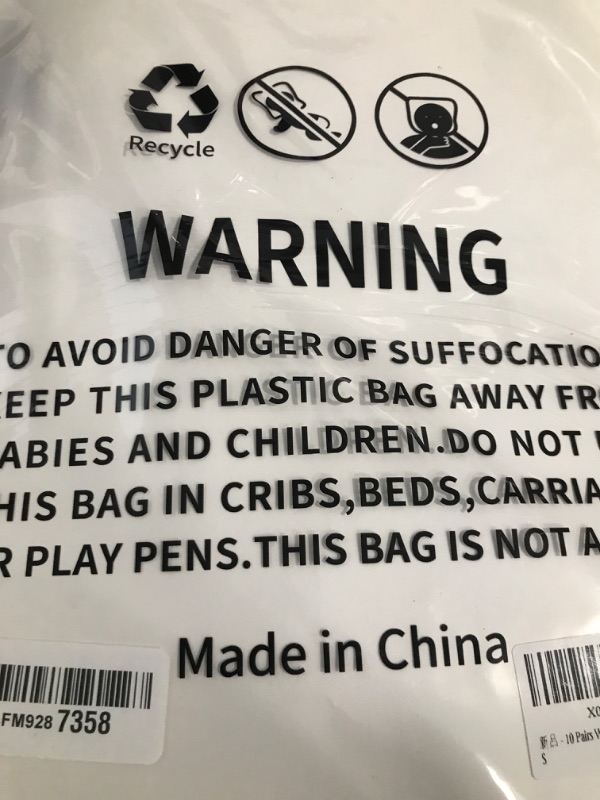 Recycle
WARNING
TO AVOID DANGER OF SUFFOCATIO
KEEP THIS PLASTIC BAG AWAY FR
ABIES AND CHILDREN.DO NOT
HIS BAG IN CRIBS,BEDS,CARRIA
R PLAY PENS.THIS BAG IS NOT A
Made in China
FM928 7358
X0
新品 - 10 Pairs W
S